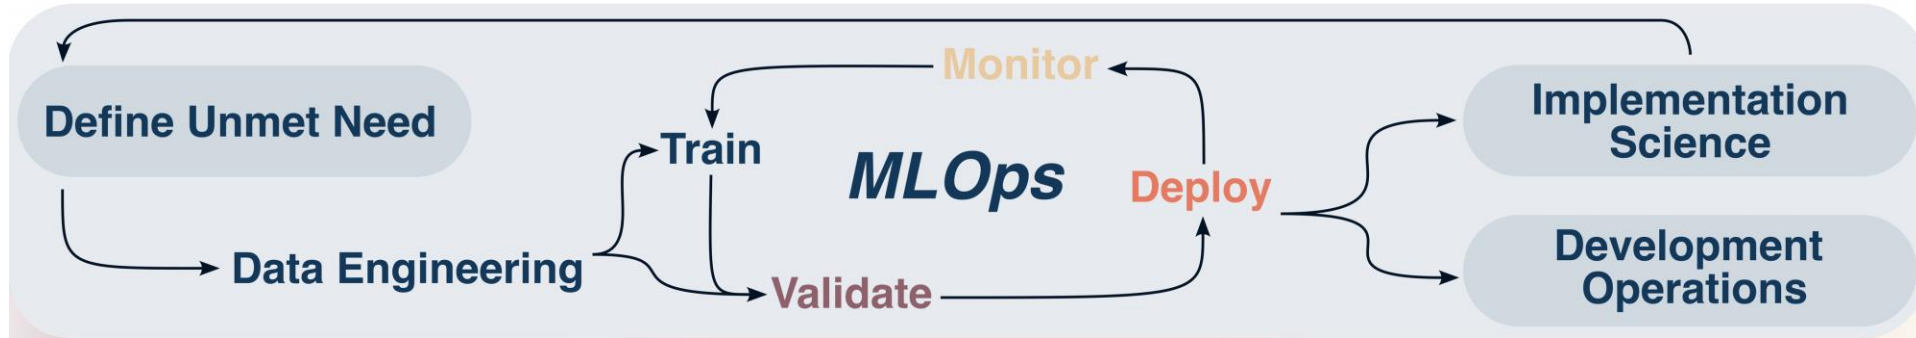 Define Unmet Need
Data Engineering
Train
Validate
MLOps
Monitor
Deploy
Implementation
Science
Development
Operations